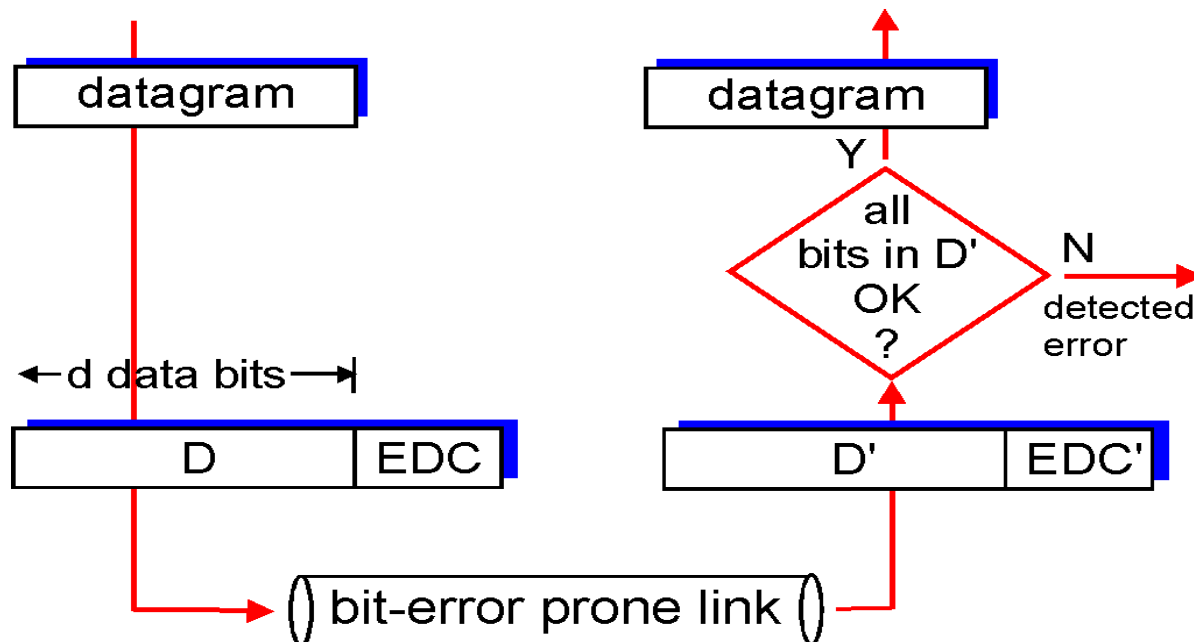 datagram
d data bits
D
EDC
bit-error prone link
D'
EDC'
all
bits in D'
OK
?
Y
N
detected
error
datagram